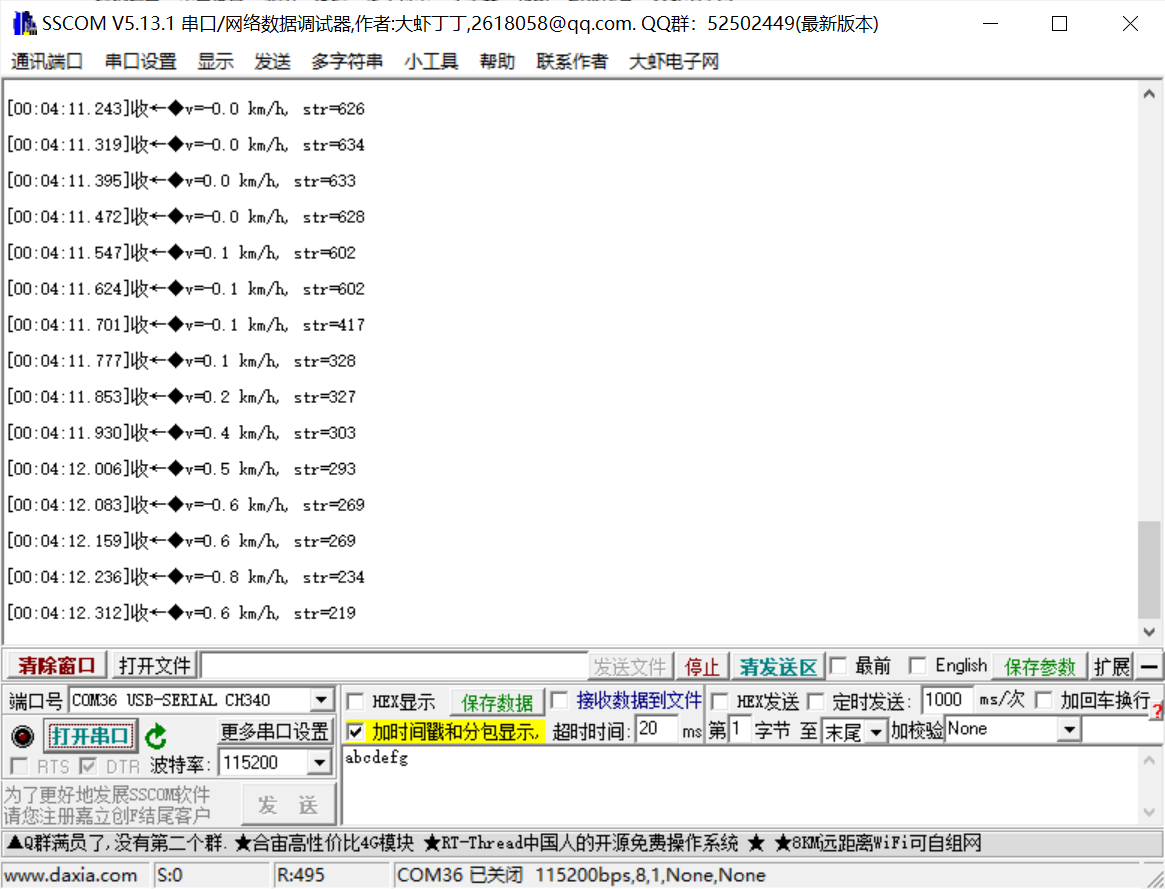 SSCOM V5.13.1 串口/网络数据调试器,作者:大虾丁丁,2618058@qq.com. QQ群：52502449(最新版本)
通讯端口 串口设置 显示 发送 多字符串 小工具 帮助 联系作者 大虾电子网
[00:04:11.243]收←◆v=-0.0 km/h, str=626
[00:04:11.319]收←◆v=-0.0 km/h, str=634
[00:04:11.395]收←◆v=0.0 km/h, str=633
[00:04:11.472]收←◆v=-0.0 km/h, str=628
[00:04:11.547]收←◆v=0.1 km/h, str=602
[00:04:11.624]收←◆v=-0.1 km/h, str=602
[00:04:11.701]收←◆v=-0.1 km/h, str=417
[00:04:11.777]收←◆v=0.1 km/h, str=328
[00:04:11.853]收←◆v=0.2 km/h, str=327
[00:04:11.930]收←◆v=0.4 km/h, str=303
[00:04:12.006]收←◆v=0.5 km/h, str=293
[00:04:12.083]收←◆v=-0.6 km/h, str=269
[00:04:12.159]收←◆v=0.6 km/h, str=269
[00:04:12.236]收←◆v=-0.8 km/h, str=234
[00:04:12.312]收←◆v=0.6 km/h, str=219
清除窗口 打开文件 发送文件 停止 清发送区 最前 English 保存参数 扩展 —
端口号 COM36 USB-SERIAL CH340 HEX显示 保存数据 接收数据到文件 HEX发送 定时发送: 1000 ms/次 加回车换行 ?
打开串口 更多串口设置 加时间戳和分包显示, 超时时间: 20 ms 第 1 字节 至 末尾 加校验 None
RTS DTR 波特率: 115200 abcdefg
为了更好地发展SSCOM软件
请您注册嘉立创F结尾客户
发 送
▲Q群满员了,没有第二个群. ★合宙高性价比4G模块 ★RT-Thread中国人的开源免费操作系统 ★ ★8KM远距离WiFi可自组网
www.daxia.com S:0 R:495 COM36 已关闭 115200bps,8,1,None,None